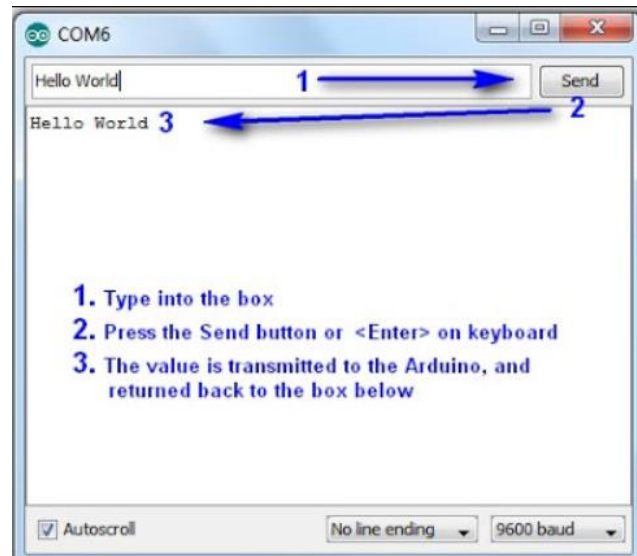 COM6
Hello World
1
Send
2
Hello World 3
1. Type into the box
2. Press the Send button or <Enter> on keyboard
3. The value is transmitted to the Arduino, and
returned back to the box below
Autoscroll
No line ending
9600 baud